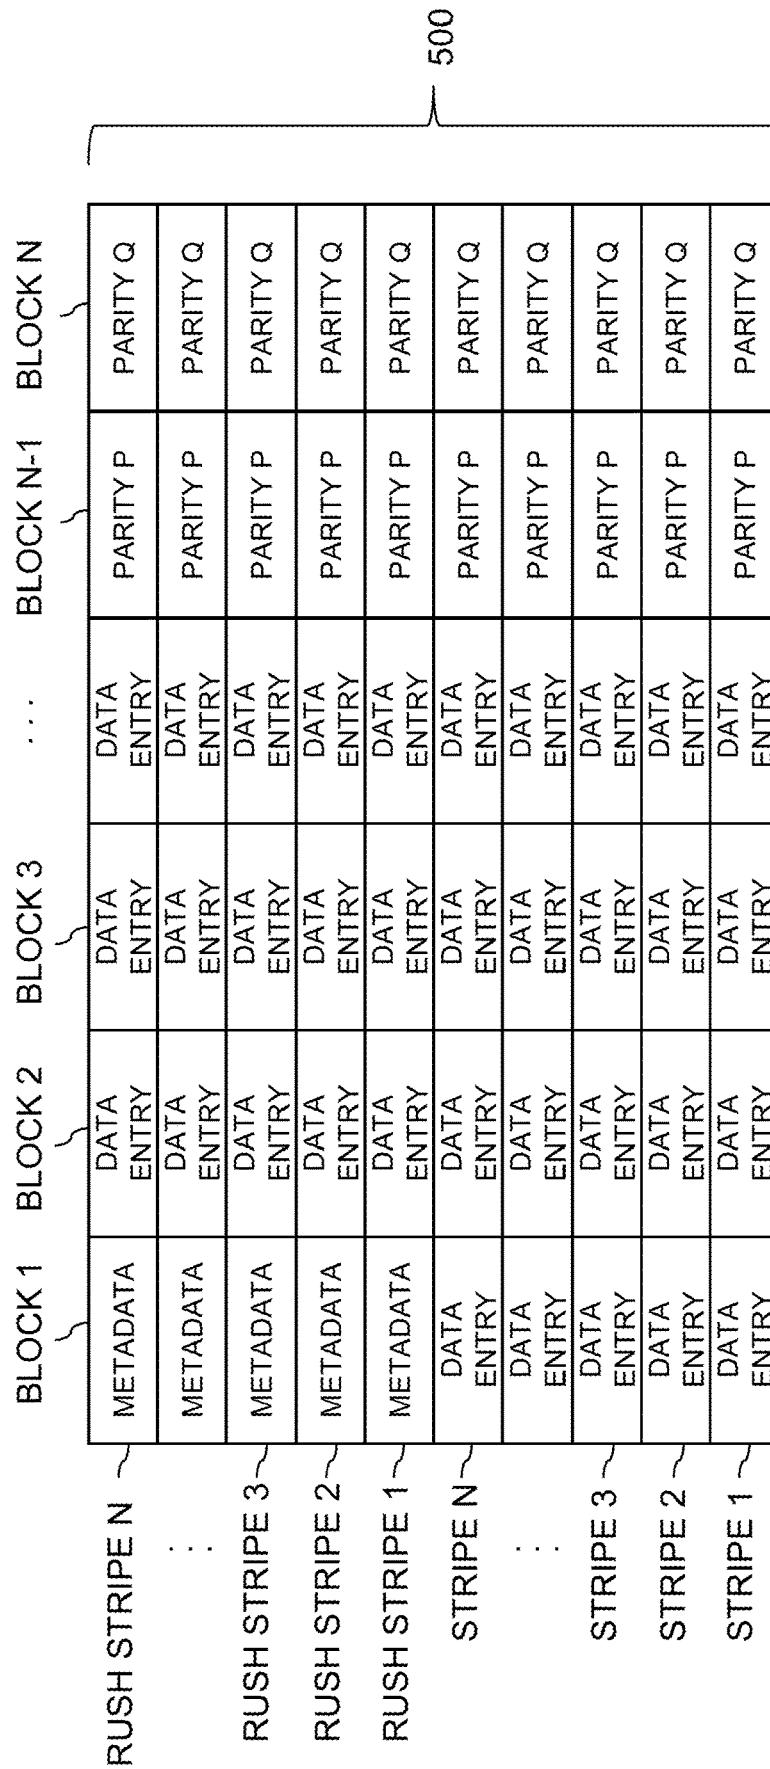 BLOCK 1 BLOCK 2 BLOCK 3 . . . BLOCK N-1 BLOCK N
RUSH STRIPE N METADATA DATA ENTRY DATA ENTRY DATA ENTRY PARITY P PARITY Q
. . . METADATA DATA ENTRY DATA ENTRY DATA ENTRY PARITY P PARITY Q
RUSH STRIPE 3 METADATA DATA ENTRY DATA ENTRY DATA ENTRY PARITY P PARITY Q
RUSH STRIPE 2 METADATA DATA ENTRY DATA ENTRY DATA ENTRY PARITY P PARITY Q
RUSH STRIPE 1 METADATA DATA ENTRY DATA ENTRY DATA ENTRY PARITY P PARITY Q
STRIPE N DATA ENTRY DATA ENTRY DATA ENTRY DATA ENTRY PARITY P PARITY Q
. . . DATA ENTRY DATA ENTRY DATA ENTRY DATA ENTRY PARITY P PARITY Q
STRIPE 3 DATA ENTRY DATA ENTRY DATA ENTRY DATA ENTRY PARITY P PARITY Q
STRIPE 2 DATA ENTRY DATA ENTRY DATA ENTRY DATA ENTRY PARITY P PARITY Q
STRIPE 1 DATA ENTRY DATA ENTRY DATA ENTRY DATA ENTRY PARITY P PARITY Q
500